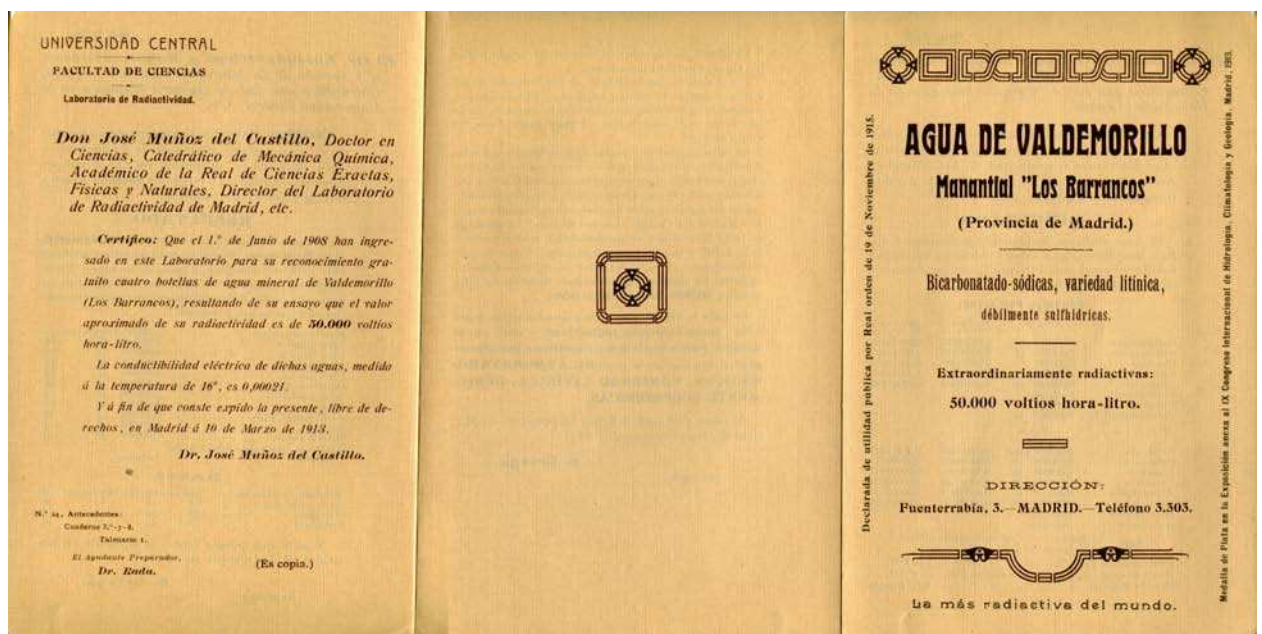 UNIVERSIDAD CENTRAL
FACULTAD DE CIENCIAS
Laboratorio de Radiactividad.
Don José Muñoz del Castillo, Doctor en
Ciencias, Catedrático de Mecánica Química,
Académico de la Real de Ciencias Exactas,
Físicas y Naturales, Director del Laboratorio
de Radiactividad de Madrid, etc.
Certifico: Que el 1.º de Junio de 1908 han ingre-
sado en este Laboratorio para su reconocimiento gra-
tuito cuatro botellas de agua mineral de Valdemorillo
(Los Barrancos), resultando de su ensayo que el valor
aproximado de su radiactividad es de 50.000 voltios
hora-litro.
La conductibilidad eléctrica de dichas aguas, medida
á la temperatura de 16º, es 0,00021.
Y á fin de que conste expido la presente, libre de de-
rechos, en Madrid á 10 de Marzo de 1913.
Dr. José Muñoz del Castillo.
N.º 24, Antecedentes:
Cuaderno 7.º-7-8.
Talonario 1.
El Ayudante Preparador,
Dr. Rada.
(Es copia.)
Declarada de utilidad pública por Real orden de 19 de Noviembre de 1915.
AGUA DE VALDEMORILLO
Manantial "Los Barrancos"
(Provincia de Madrid.)
Bicarbonatado-sódicas, variedad litínica,
débilmente sulfhídricas.
Extraordinariamente radiactivas:
50.000 voltios hora-litro.
DIRECCIÓN:
Fuenterrabía, 3.—MADRID.—Teléfono 3.303.
La más radiactiva del mundo.
Medalla de Plata en la Exposición anexa al IX Congreso Internacional de Hidrología, Climatología y Geología, Madrid, 1913.